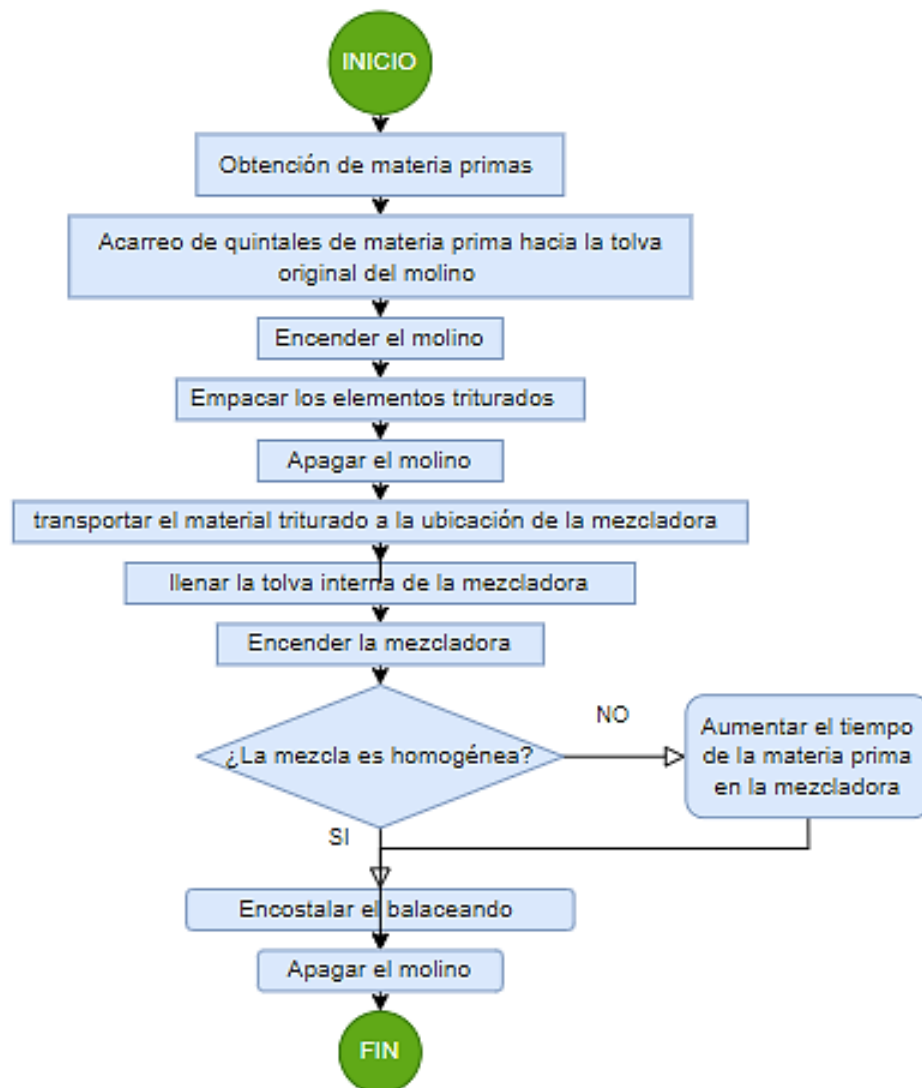 INICIO
Obtención de materia primas
Acarreo de quintales de materia prima hacia la tolva
original del molino
Encender el molino
Empacar los elementos triturados
Apagar el molino
transportar el material triturado a la ubicación de la mezcladora
llenar la tolva interna de la mezcladora
Encender la mezcladora
¿La mezcla es homogénea?
NO
Aumentar el tiempo
de la materia prima
en la mezcladora
SI
Encostalar el balaceando
Apagar el molino
FIN